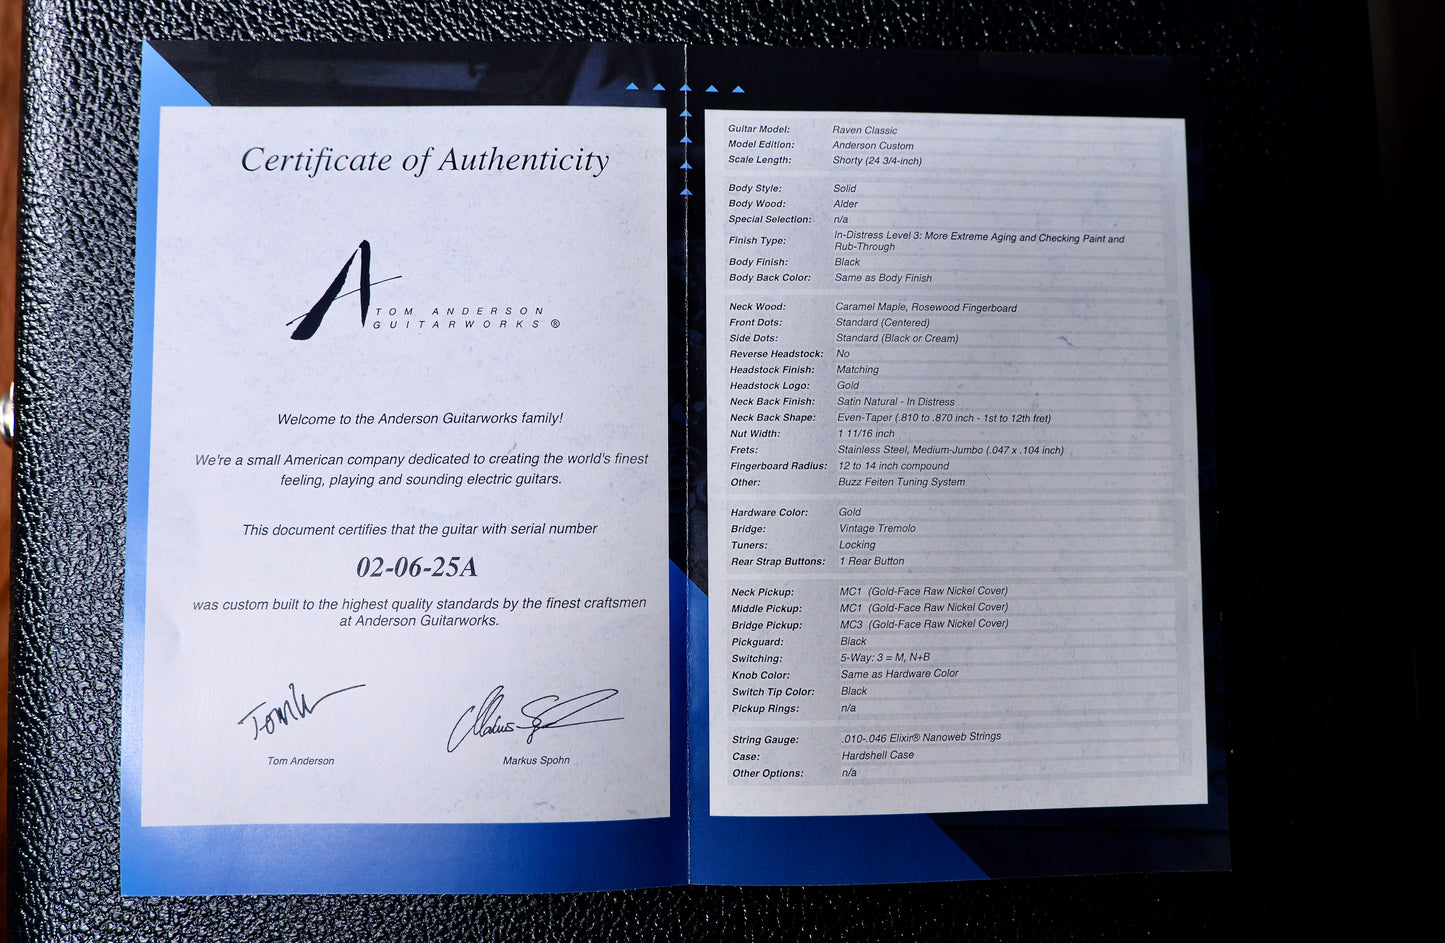 Certificate of Authenticity
TOM ANDERSON
GUITARWORKS ®
Welcome to the Anderson Guitarworks family!
We're a small American company dedicated to creating the world's finest
feeling, playing and sounding electric guitars.
This document certifies that the guitar with serial number
02-06-25A
was custom built to the highest quality standards by the finest craftsmen
at Anderson Guitarworks.
Tom Anderson
Markus Spohn
Guitar Model: Raven Classic
Model Edition: Anderson Custom
Scale Length: Shorty (24 3/4-inch)
Body Style: Solid
Body Wood: Alder
Special Selection: n/a
Finish Type: In-Distress Level 3: More Extreme Aging and Checking Paint and
Rub-Through
Body Finish: Black
Body Back Color: Same as Body Finish
Neck Wood: Caramel Maple, Rosewood Fingerboard
Front Dots: Standard (Centered)
Side Dots: Standard (Black or Cream)
Reverse Headstock: No
Headstock Finish: Matching
Headstock Logo: Gold
Neck Back Finish: Satin Natural - In Distress
Neck Back Shape: Even-Taper (.810 to .870 inch - 1st to 12th fret)
Nut Width: 1 11/16 inch
Frets: Stainless Steel, Medium-Jumbo (.047 x .104 inch)
Fingerboard Radius: 12 to 14 inch compound
Other: Buzz Feiten Tuning System
Hardware Color: Gold
Bridge: Vintage Tremolo
Tuners: Locking
Rear Strap Buttons: 1 Rear Button
Neck Pickup: MC1 (Gold-Face Raw Nickel Cover)
Middle Pickup: MC1 (Gold-Face Raw Nickel Cover)
Bridge Pickup: MC3 (Gold-Face Raw Nickel Cover)
Pickguard: Black
Switching: 5-Way: 3 = M, N+B
Knob Color: Same as Hardware Color
Switch Tip Color: Black
Pickup Rings: n/a
String Gauge: .010-.046 Elixir® Nanoweb Strings
Case: Hardshell Case
Other Options: n/a